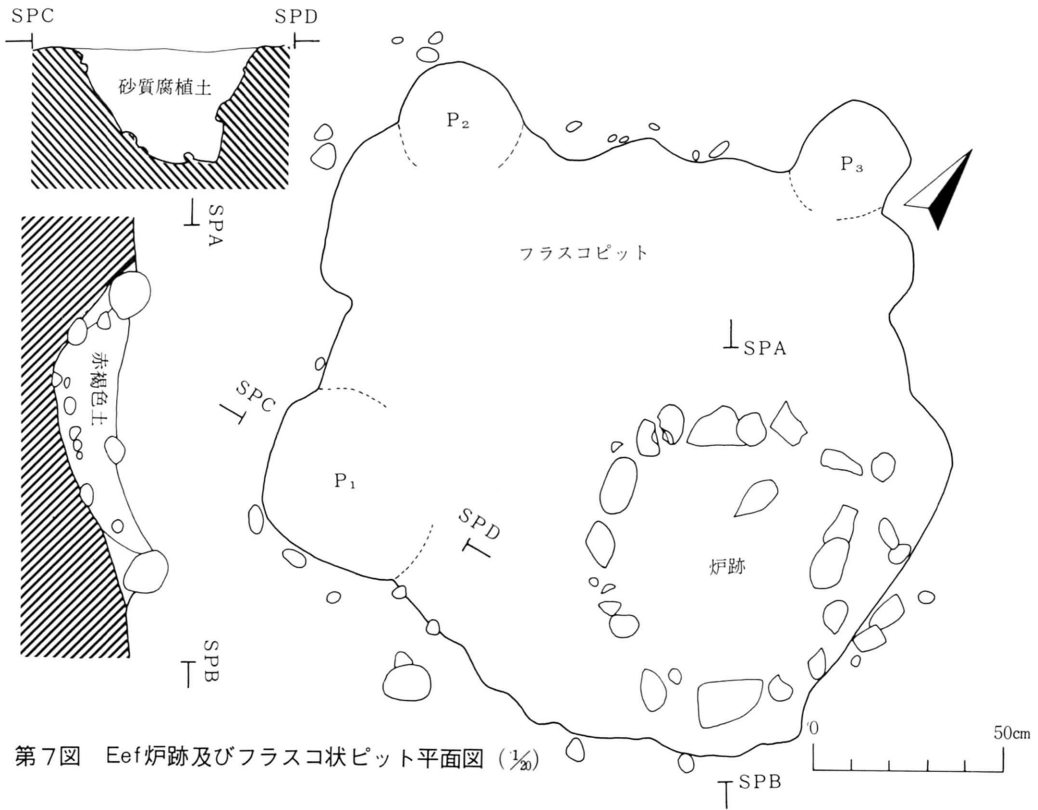 SPC
SPD
砂質腐植土
SPA
赤褐色土
SPB
P₂
P₃
フラスコピット
SPA
SPC
P₁
SPD
炉跡
0
50cm
SPB
第7図 Eef炉跡及びフラスコ状ピット平面図 (1/20)